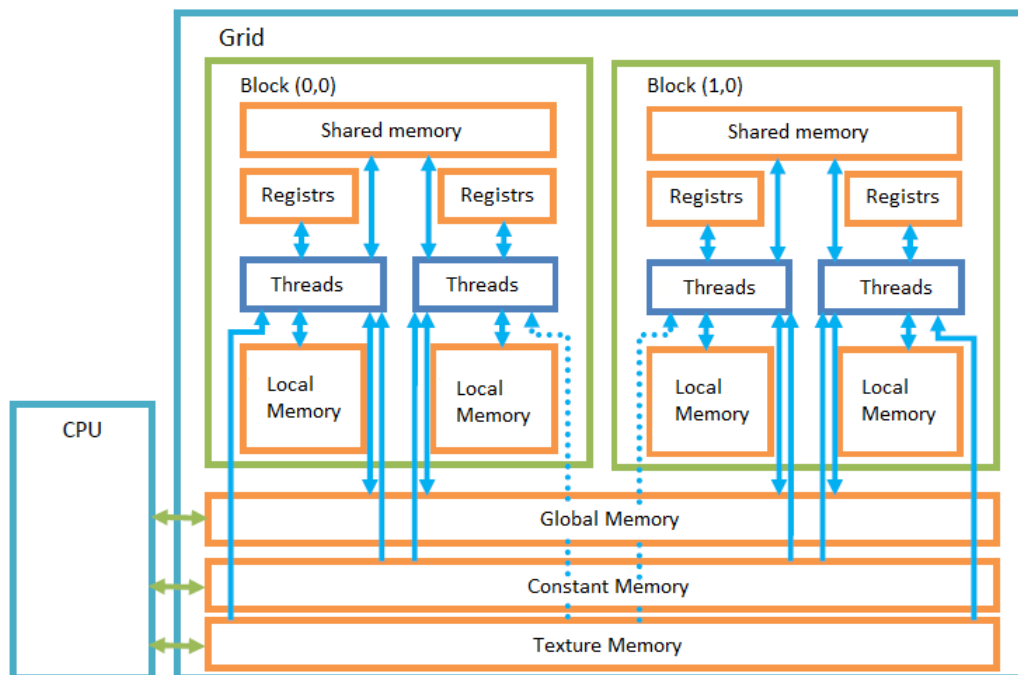 Grid
Block (0,0)
Shared memory
Registrs
Registrs
Threads
Threads
Local
Memory
Local
Memory
Block (1,0)
Shared memory
Registrs
Registrs
Threads
Threads
Local
Memory
Local
Memory
CPU
Global Memory
Constant Memory
Texture Memory